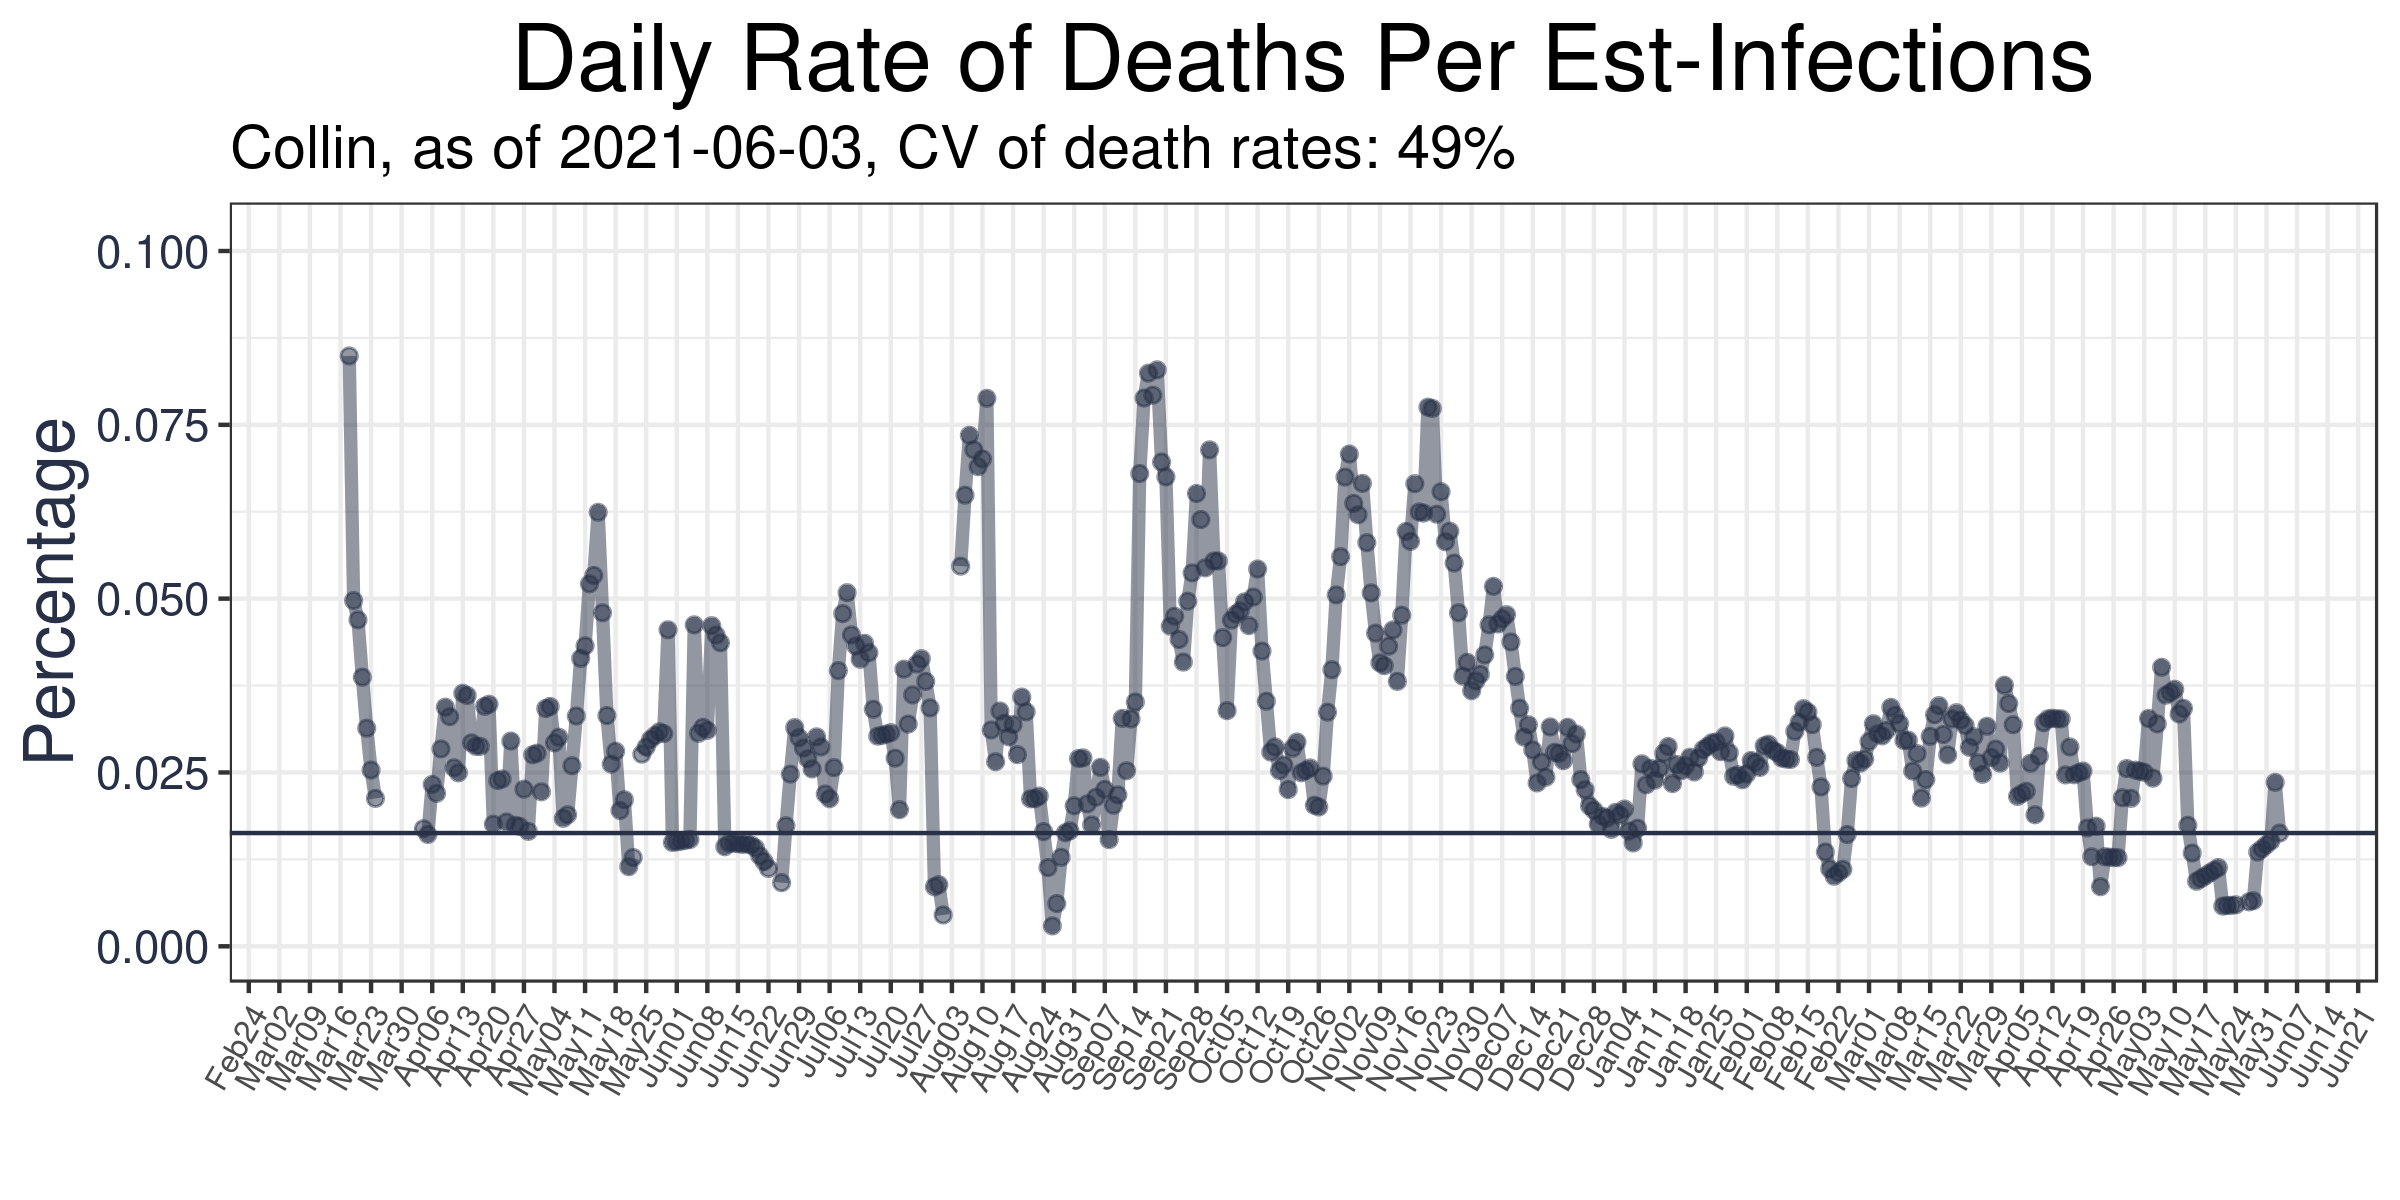 Daily Rate of Deaths Per Est-Infections
Collin, as of 2021-06-03, CV of death rates: 49%
Percentage
0.100
0.075
0.050
0.025
0.000
Feb24
Mar02
Mar09
Mar16
Mar23
Mar30
Apr06
Apr13
Apr20
Apr27
May04
May11
May18
May25
Jun01
Jun08
Jun15
Jun22
Jun29
Jul06
Jul13
Jul20
Jul27
Aug03
Aug10
Aug17
Aug24
Aug31
Sep07
Sep14
Sep21
Sep28
Oct05
Oct12
Oct19
Oct26
Nov02
Nov09
Nov16
Nov23
Nov30
Dec07
Dec14
Dec21
Dec28
Jan04
Jan11
Jan18
Jan25
Feb01
Feb08
Feb15
Feb22
Mar01
Mar08
Mar15
Mar22
Mar29
Apr05
Apr12
Apr19
Apr26
May03
May10
May17
May24
May31
Jun07
Jun14
Jun21